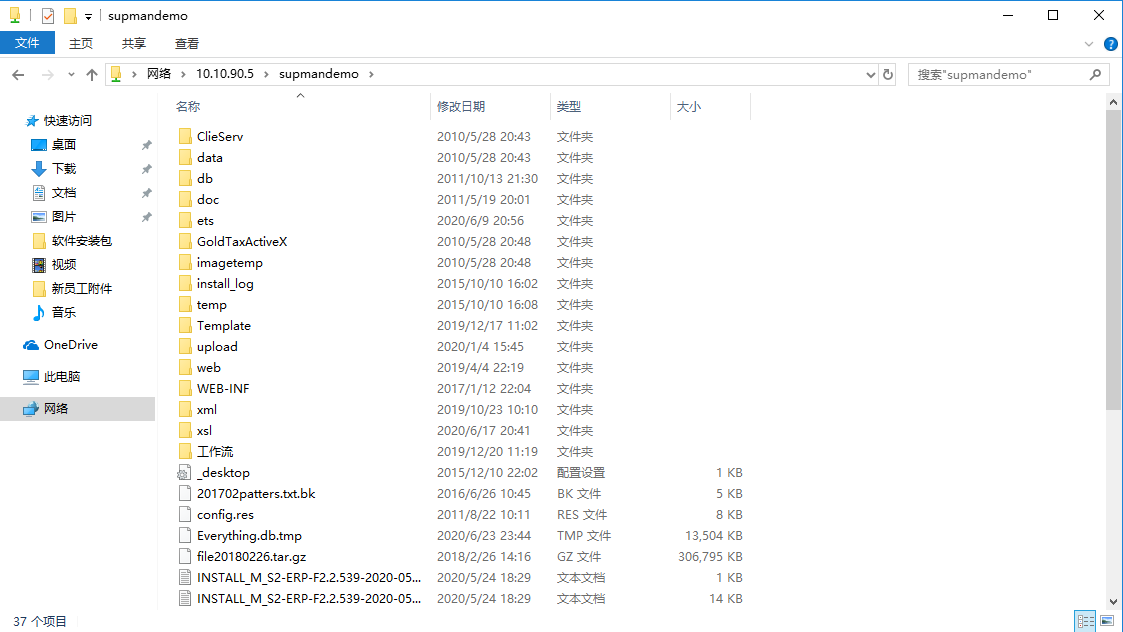 supmandemo
文件 主页 共享 查看
网络 10.10.90.5 supmandemo 搜索"supmandemo"
名称 修改日期 类型 大小
快速访问
桌面
下载
文档
图片
软件安装包
视频
新员工附件
音乐
OneDrive
此电脑
网络
ClieServ 2010/5/28 20:43 文件夹
data 2010/5/28 20:43 文件夹
db 2011/10/13 21:30 文件夹
doc 2011/5/19 20:01 文件夹
ets 2020/6/9 20:56 文件夹
GoldTaxActiveX 2010/5/28 20:48 文件夹
imagetemp 2010/5/28 20:48 文件夹
install_log 2015/10/10 16:02 文件夹
temp 2015/10/10 16:08 文件夹
Template 2019/12/17 11:02 文件夹
upload 2020/1/4 15:45 文件夹
web 2019/4/4 22:19 文件夹
WEB-INF 2017/1/12 22:04 文件夹
xml 2019/10/23 10:10 文件夹
xsl 2020/6/17 20:41 文件夹
工作流 2019/12/20 11:19 文件夹
_desktop 2015/12/10 22:02 配置设置 1 KB
201702patters.txt.bk 2016/6/26 10:45 BK 文件 5 KB
config.res 2011/8/22 10:11 RES 文件 8 KB
Everything.db.tmp 2020/6/23 23:44 TMP 文件 13,504 KB
file20180226.tar.gz 2018/2/26 14:16 GZ 文件 306,795 KB
INSTALL_M_S2-ERP-F2.2.539-2020-05... 2020/5/24 18:29 文本文档 1 KB
INSTALL_M_S2-ERP-F2.2.539-2020-05... 2020/5/24 18:29 文本文档 14 KB
37 个项目